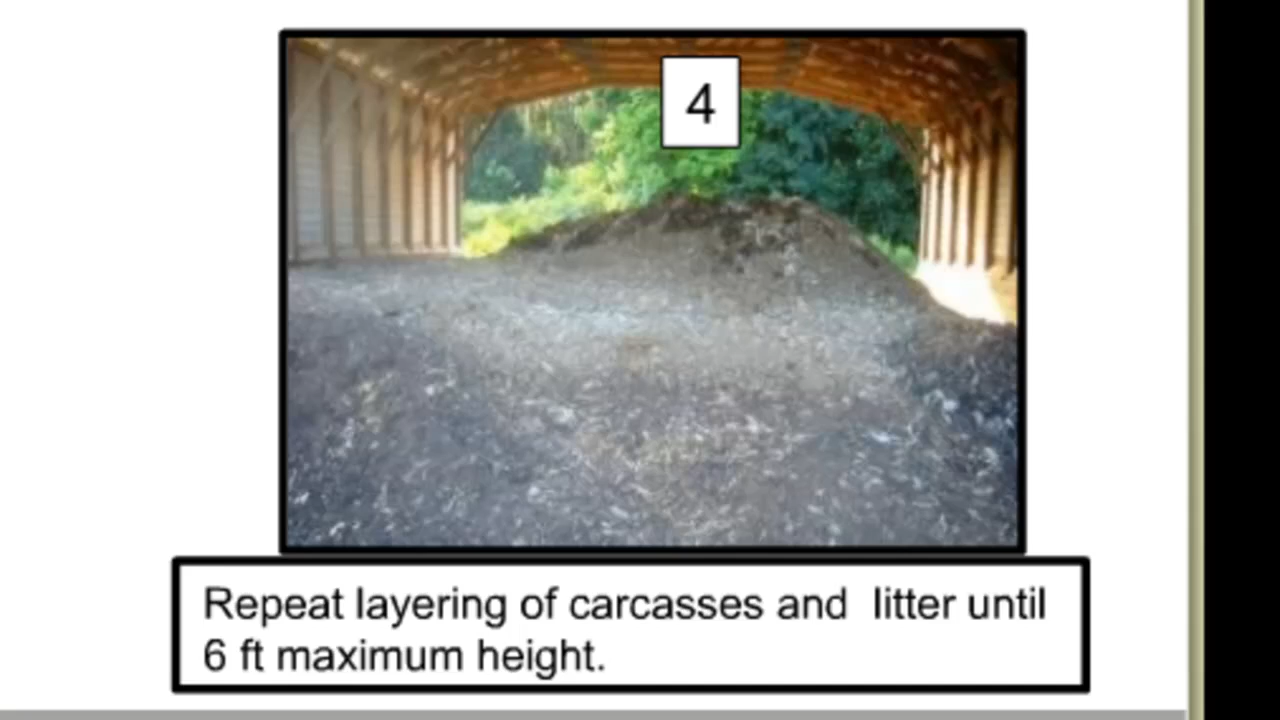 4
Repeat layering of carcasses and  litter until
6 ft maximum height.